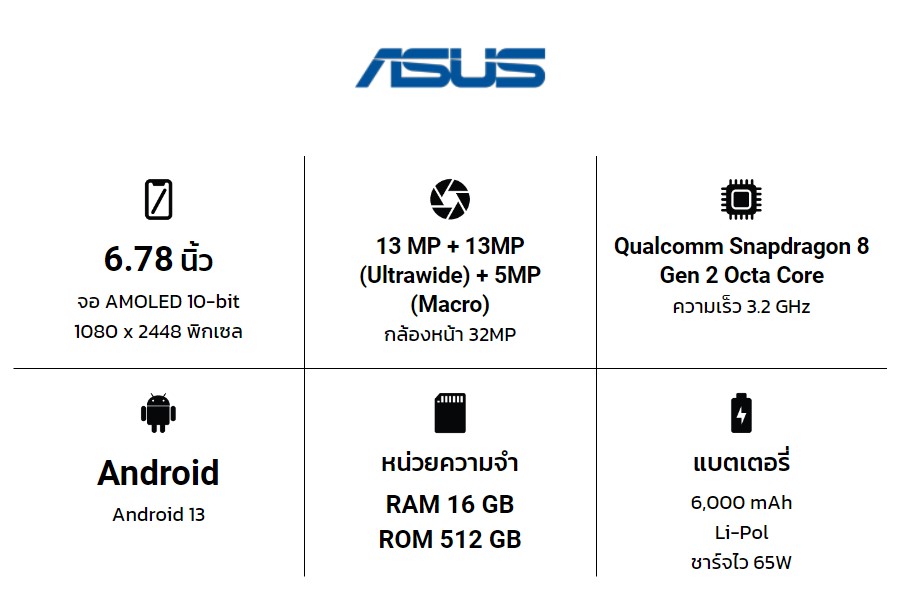 ASUS
6.78 นิ้ว
จอ AMOLED 10-bit
1080 x 2448 พิกเซล
13 MP + 13MP
(Ultrawide) + 5MP
(Macro)
กล้องหน้า 32MP
Qualcomm Snapdragon 8
Gen 2 Octa Core
ความเร็ว 3.2 GHz
Android
Android 13
หน่วยความจำ
RAM 16 GB
ROM 512 GB
แบตเตอรี่
6,000 mAh
Li-Pol
ชาร์จไว 65W